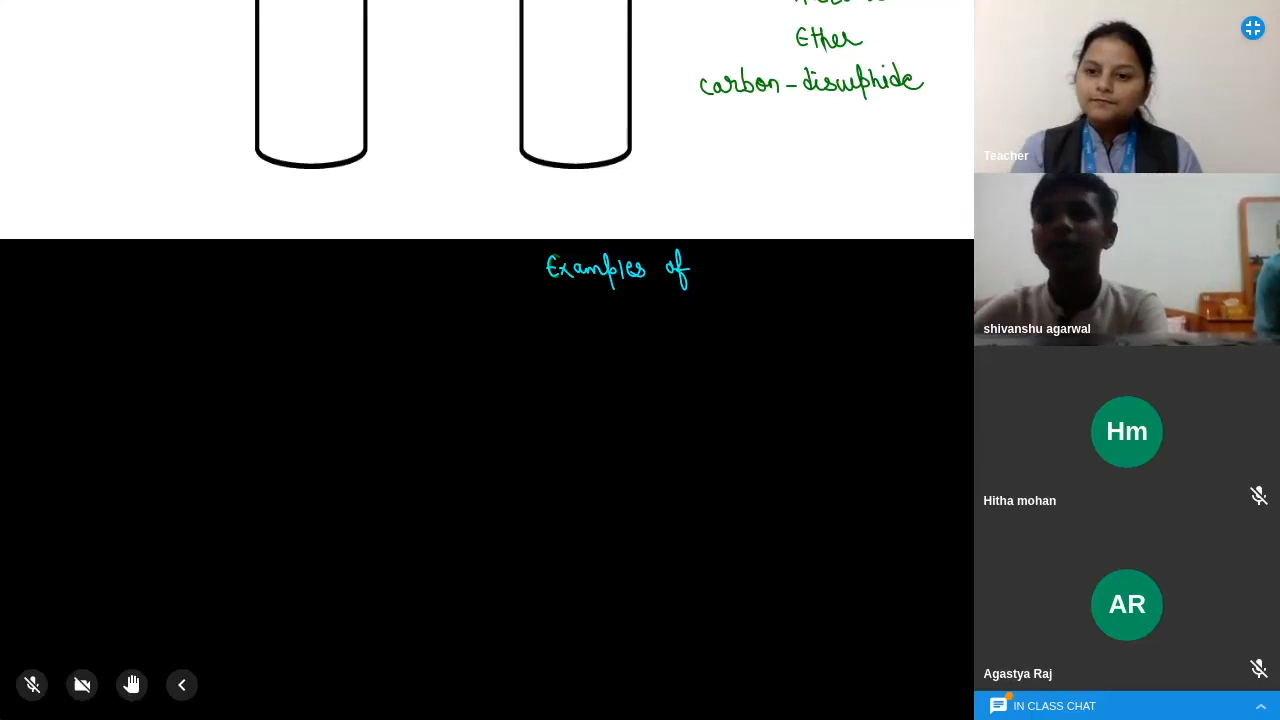 Ether
carbon-disulphide
Examples of
Teacher
shivanshu agarwal
Hm
Hitha mohan
AR
Agastya Raj
IN CLASS CHAT